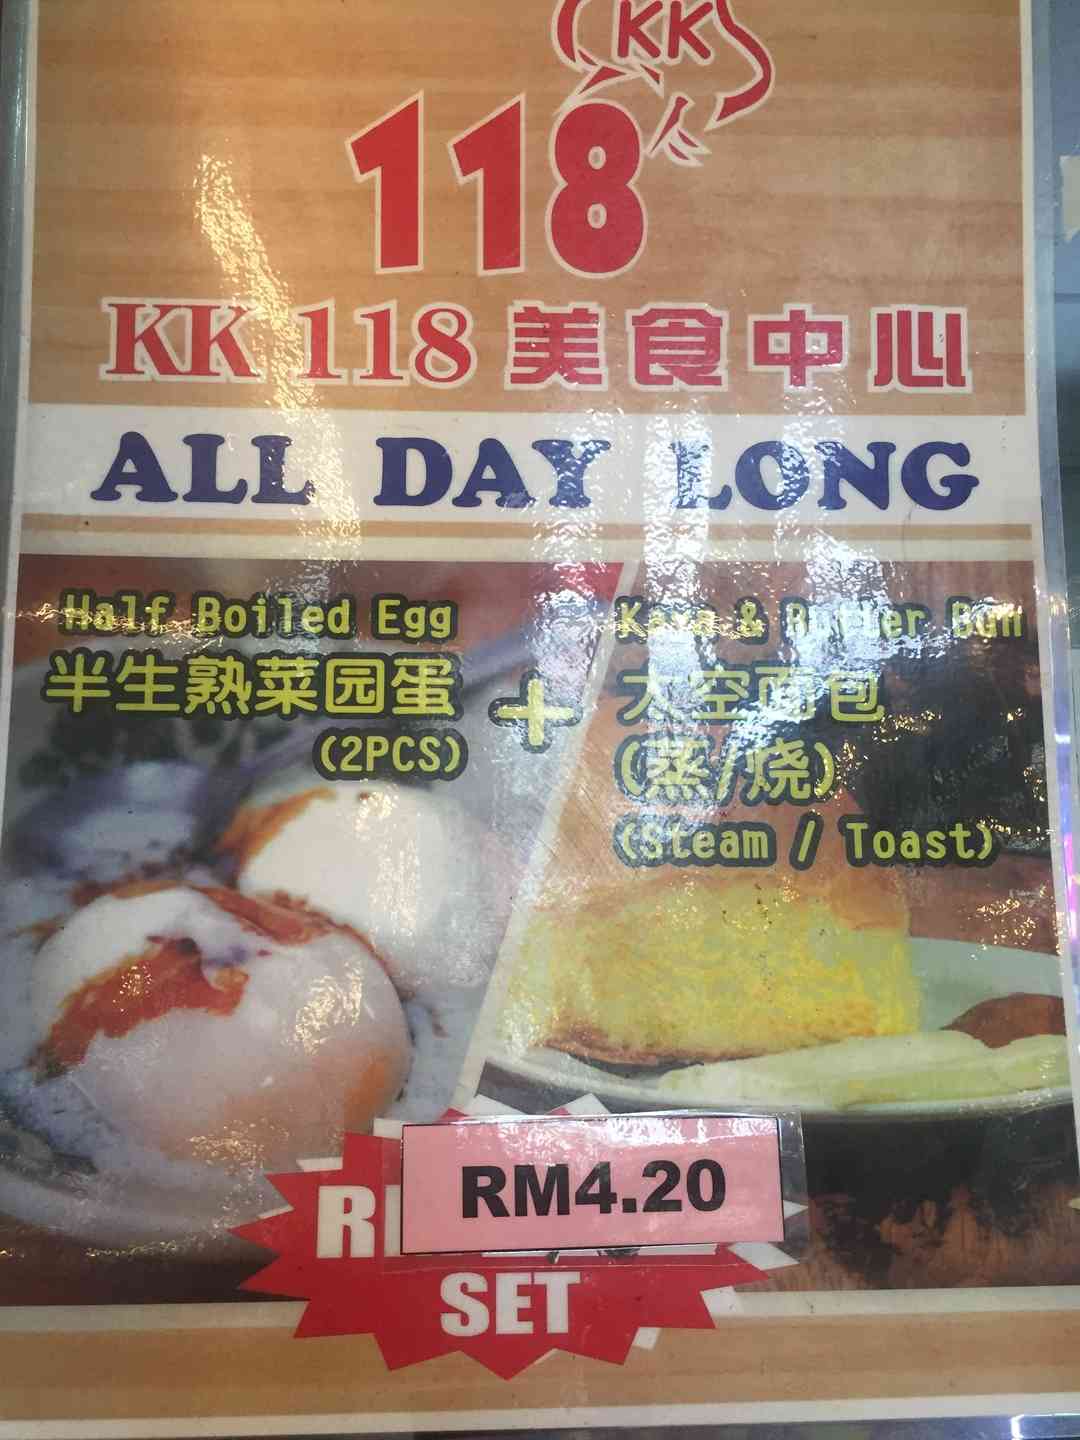 KK
118
KK 118 美食中心
ALL DAY LONG
Half Boiled Egg
半生熟菜园蛋
(2PCS)
+
Kaya & Butter Bun
太空面包
(蒸/烧)
(Steam / Toast)
RM4.20
SET